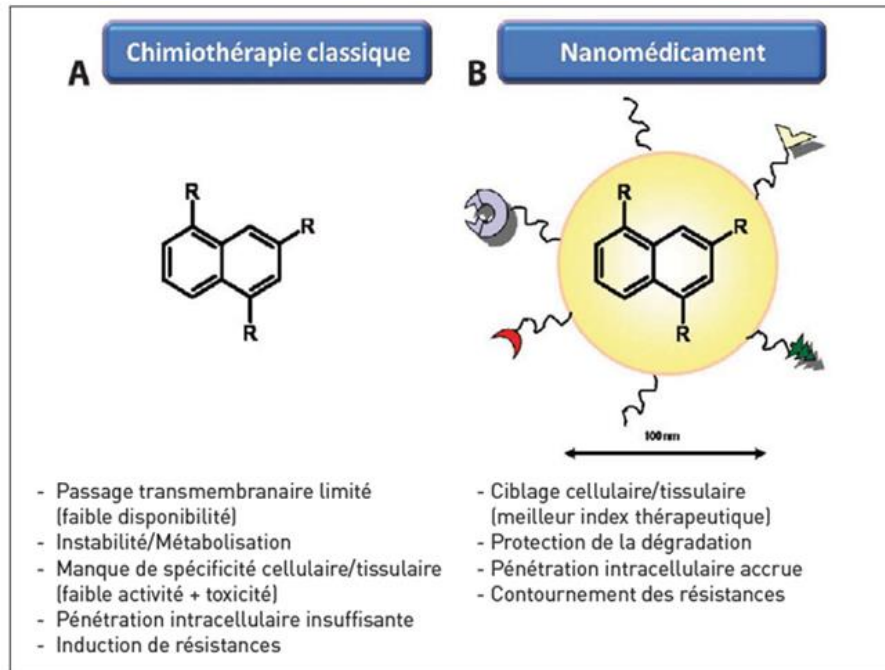 A
Chimiothérapie classique
R
R
R
- Passage transmembranaire limité
(faible disponibilité)
- Instabilité/Métabolisation
- Manque de spécificité cellulaire/tissulaire
(faible activité + toxicité)
- Pénétration intracellulaire insuffisante
- Induction de résistances
B
Nanomédicament
R
R
R
100 nm
- Ciblage cellulaire/tissulaire
(meilleur index thérapeutique)
- Protection de la dégradation
- Pénétration intracellulaire accrue
- Contournement des résistances